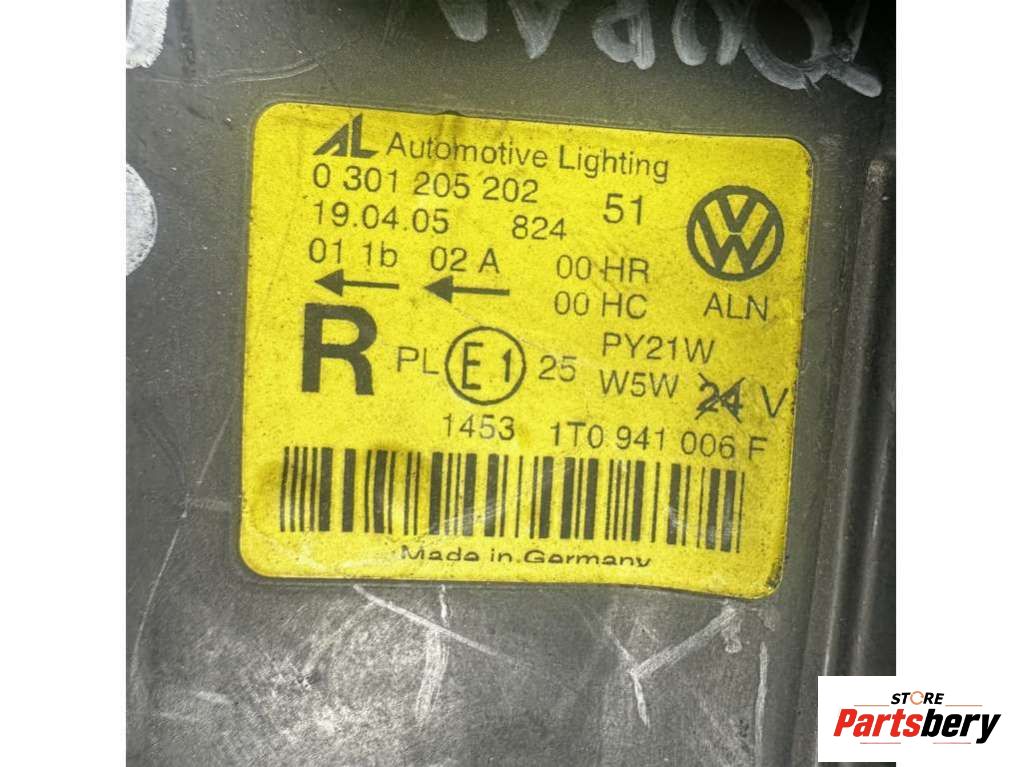 TOURAN
AL Automotive Lighting
0 301 205 202 51
19.04.05 824
01 1b 02 A 00 HR
00 HC ALN
R PL E1 25 PY21W
W5W 24 V
1453 1T0 941 006 F
Made in Germany
STORE
Partsbery